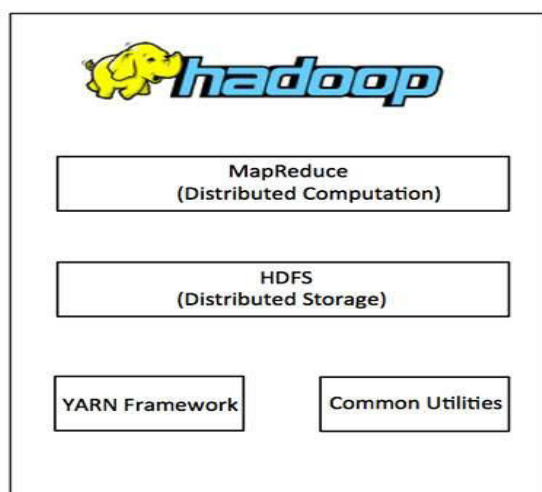 hadoop
MapReduce
(Distributed Computation)
HDFS
(Distributed Storage)
YARN Framework
Common Utilities